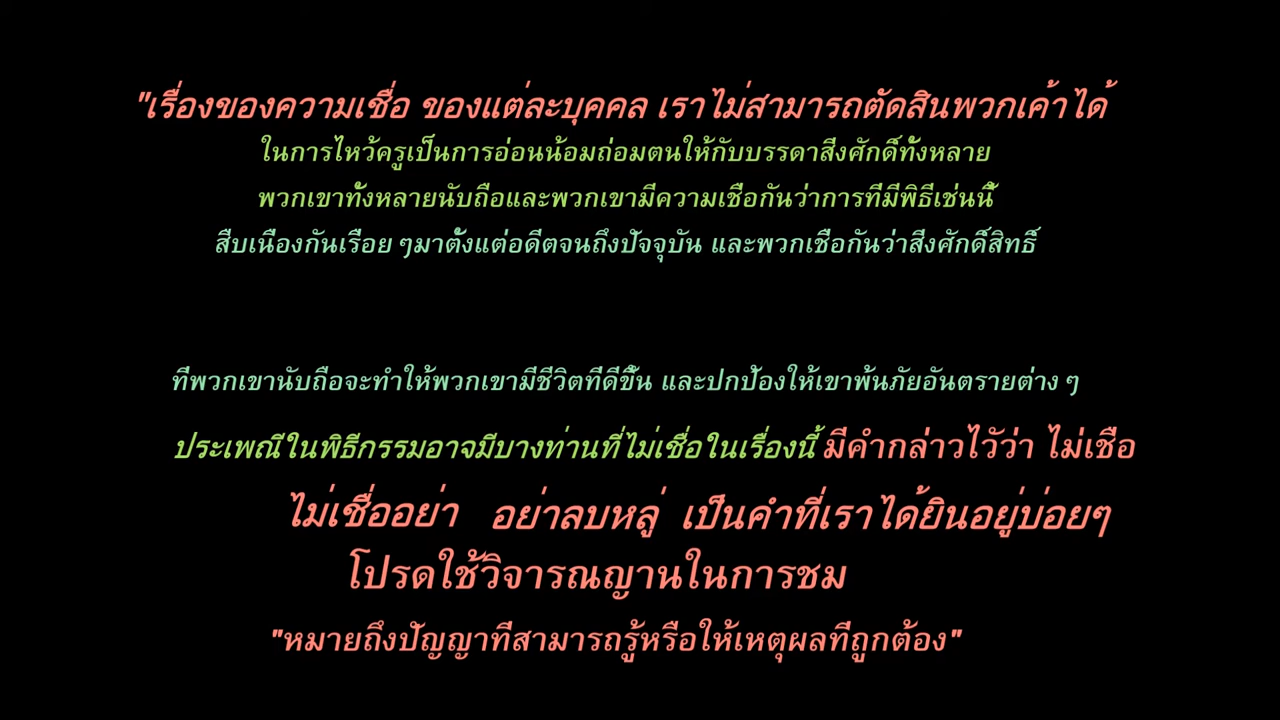 "เรื่องของความเชื่อ ของแต่ละบุคคล เราไม่สามารถตัดสินพวกเค้าได้
ในการไหว้ครูเป็นการอ่อนน้อมถ่อมตนให้กับบรรดาสิ่งศักดิ์ทั้งหลาย
พวกเขาทั้งหลายนับถือและพวกเขามีความเชื่อกันว่าการที่มีพิธีเช่นนี้
สืบเนื่องกันเรื่อย ๆมาตั้งแต่อดีตจนถึงปัจจุบัน และพวกเชื่อกันว่าสิ่งศักดิ์สิทธิ์
ที่พวกเขานับถือจะทำให้พวกเขามีชีวิตที่ดีขึ้น และปกป้องให้เขาพ้นภัยอันตรายต่าง ๆ
ประเพณีในพิธีกรรมอาจมีบางท่านที่ไม่เชื่อในเรื่องนี้ มีคำกล่าวไว้ว่า ไม่เชื่อ
ไม่เชื่ออย่า อย่าลบหลู่ เป็นคำที่เราได้ยินอยู่บ่อยๆ
โปรดใช้วิจารณญานในการชม
"หมายถึงปัญญาที่สามารถรู้หรือให้เหตุผลที่ถูกต้อง"